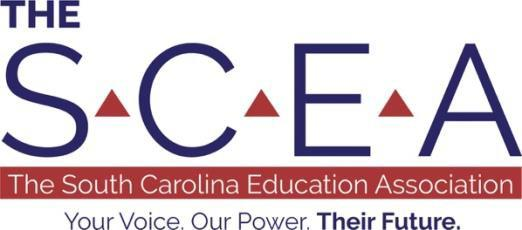 THE
S C E A
The South Carolina Education Association
Your Voice. Our Power. Their Future.